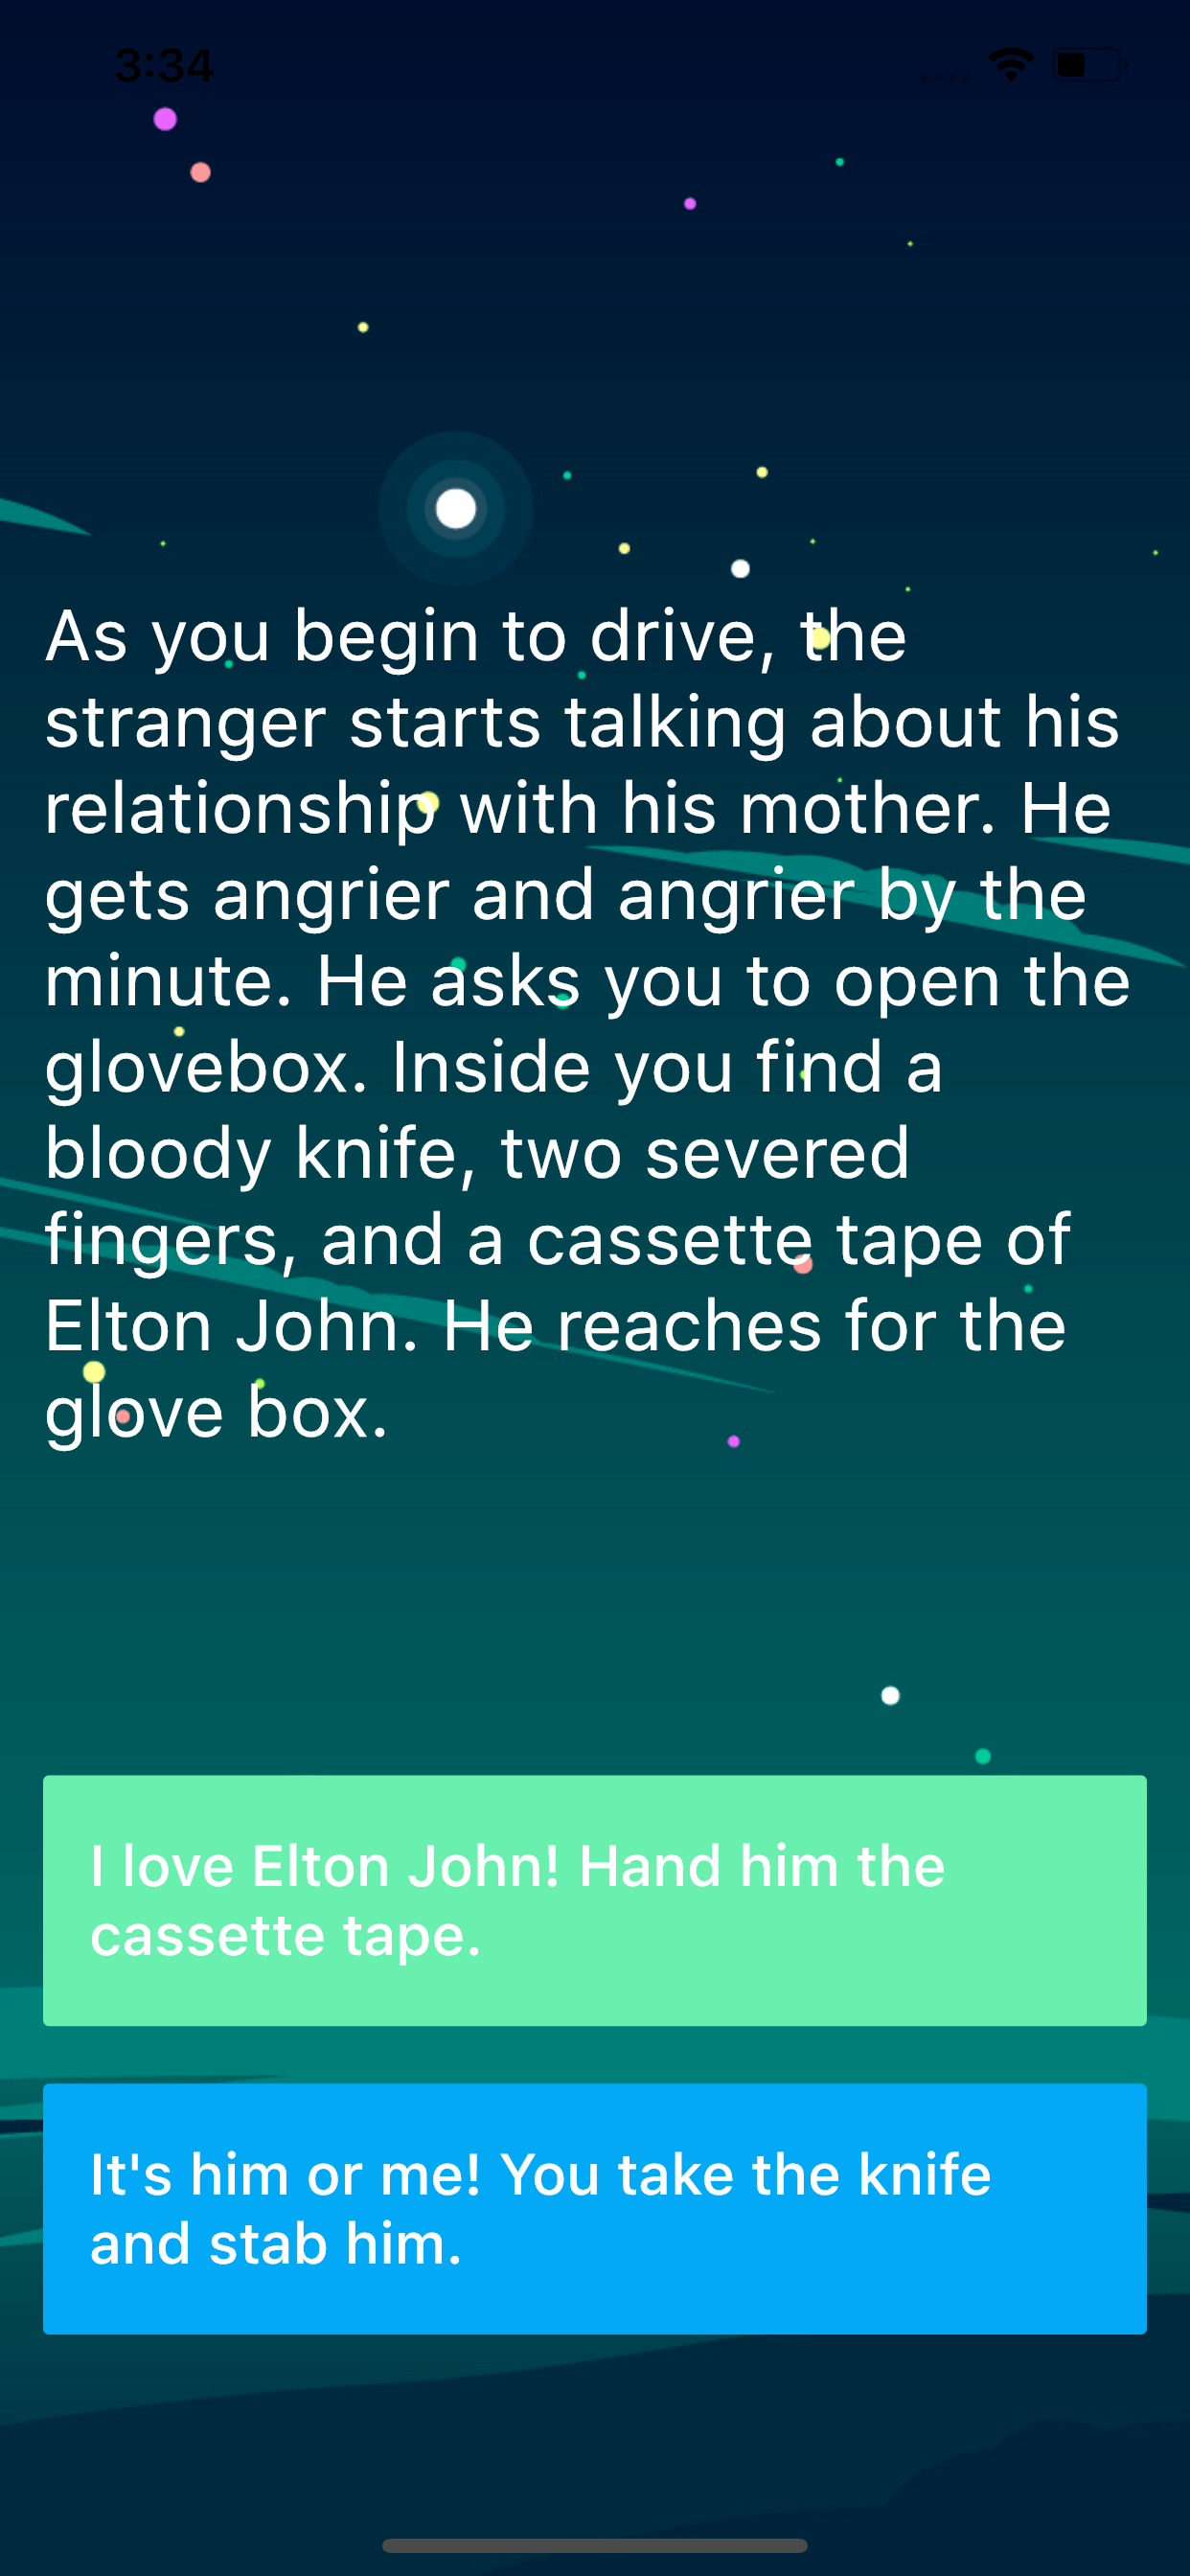 3:34
As you begin to drive, the
stranger starts talking about his
relationship with his mother. He
gets angrier and angrier by the
minute. He asks you to open the
glovebox. Inside you find a
bloody knife, two severed
fingers, and a cassette tape of
Elton John. He reaches for the
glove box.
I love Elton John! Hand him the
cassette tape.
It's him or me! You take the knife
and stab him.